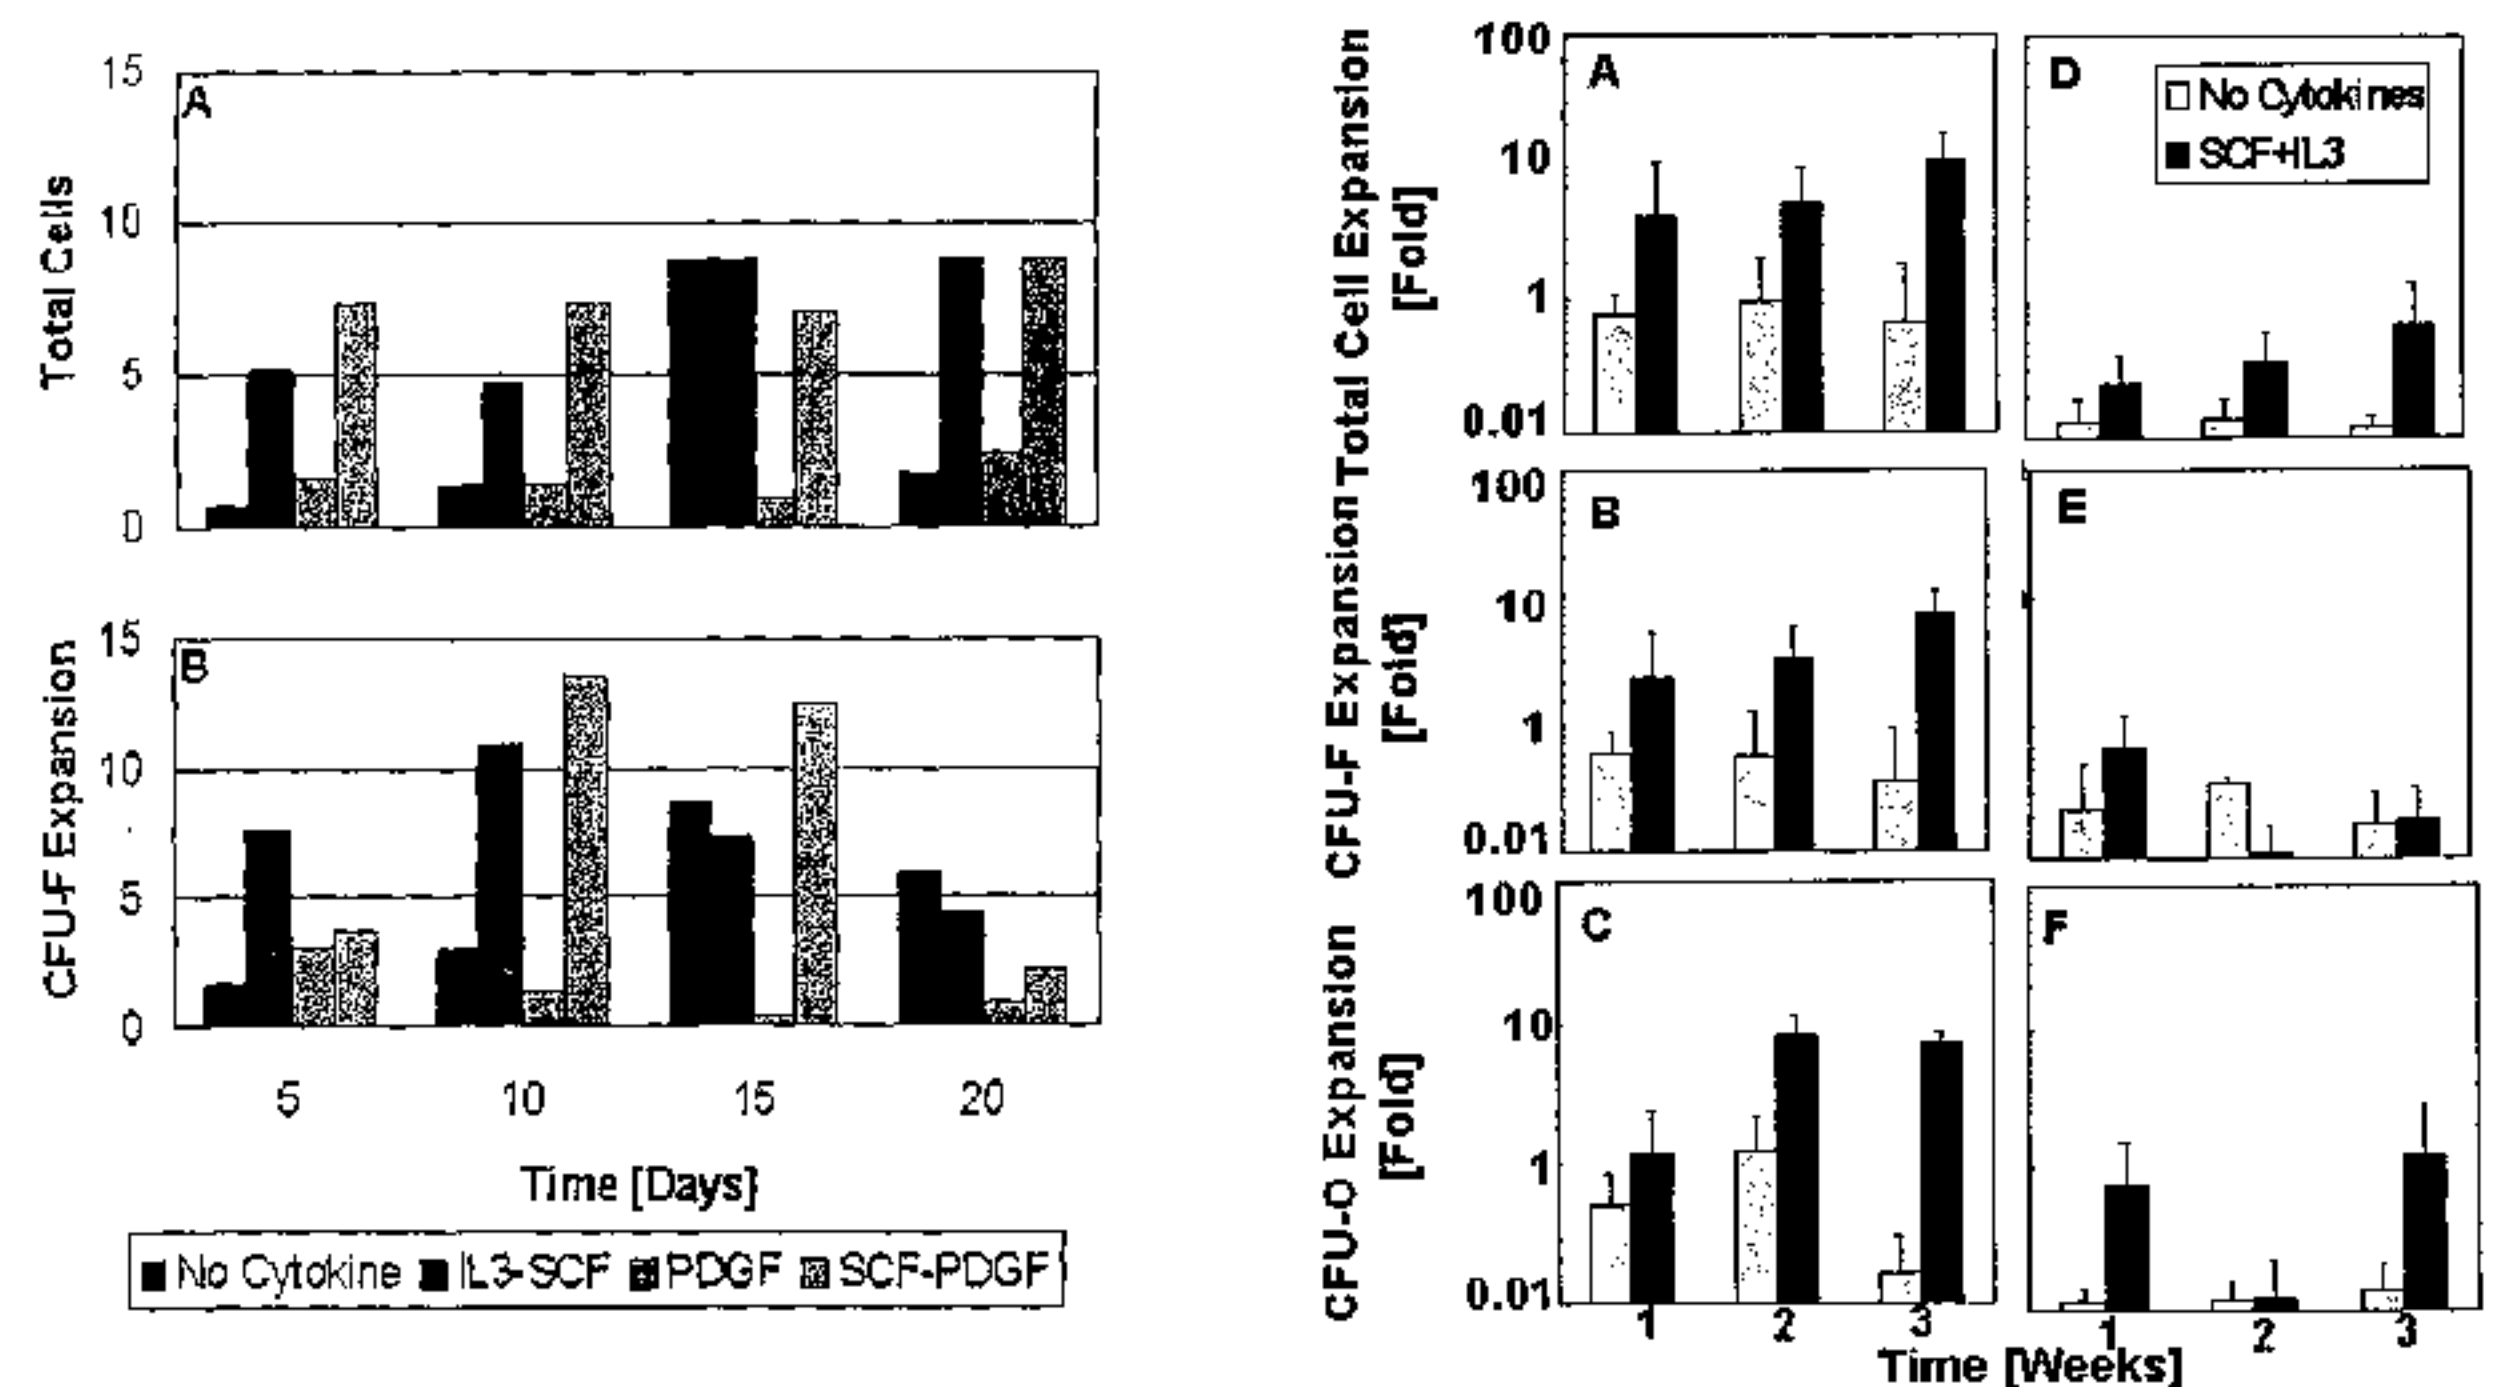 15
A
10
5
0
Total Cells
15
B
10
5
0
CFU-F Expansion
5 10 15 20
Time [Days]
No Cytokine IL3-SCF PDGF SCF-PDGF
Total Cell Expansion
[Fold]
100
10
1
0.01
A
D
No Cytokines
SCF+IL3
CFU-F Expansion
[Fold]
100
10
1
0.01
B
E
CFU-O Expansion
[Fold]
100
10
1
0.01
C
F
1 2 3 1 2 3
Time [Weeks]